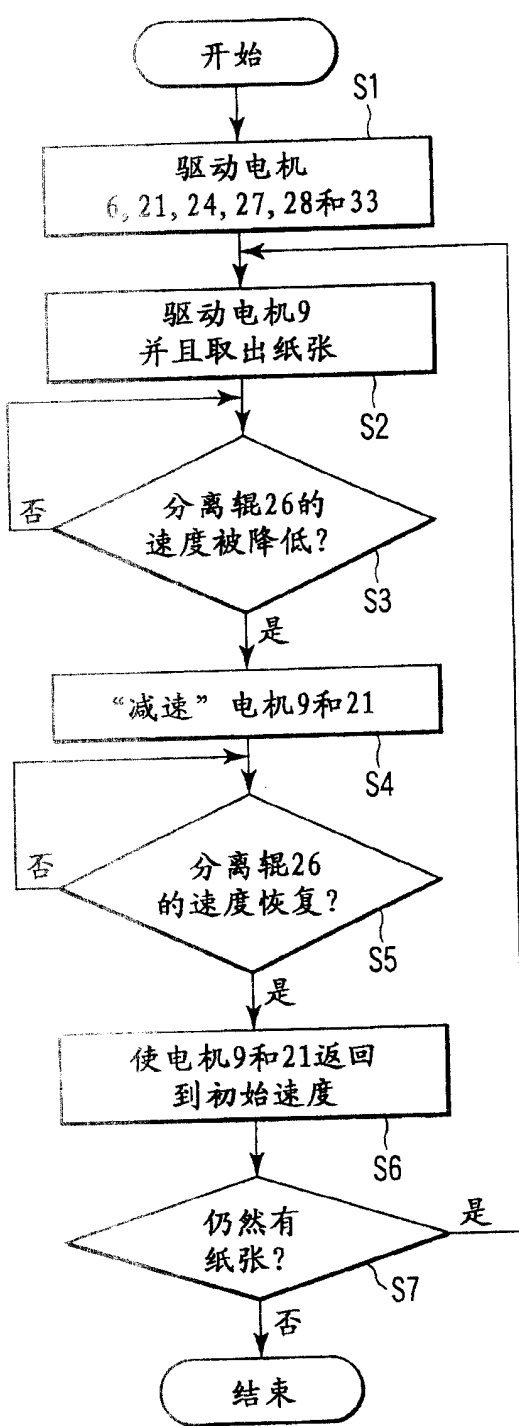 开始
S1
驱动电机
6, 21, 24, 27, 28和33
驱动电机9
并且取出纸张
S2
否
分离辊26的
速度被降低?
S3
是
“减速”电机9和21
S4
否
分离辊26
的速度恢复?
S5
是
使电机9和21返回
到初始速度
S6
仍然有
纸张?
是
S7
否
结束